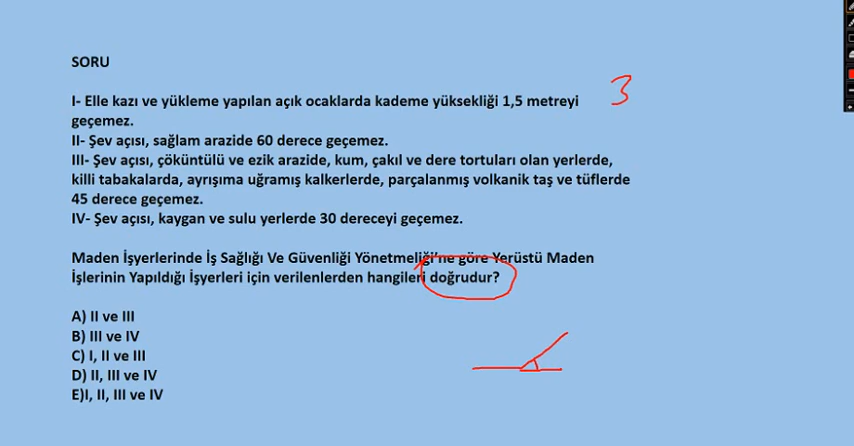 SORU
I- Elle kazı ve yükleme yapılan açık ocaklarda kademe yüksekliği 1,5 metreyi
3
geçemez.
II- Şev açısı, sağlam arazide 60 derece geçemez.
III- Şev açısı, çöküntülü ve ezik arazide, kum, çakıl ve dere tortuları olan yerlerde,
killi tabakalarda, ayrışıma uğramış kalkerlerde, parçalanmış volkanik taş ve tüflerde
45 derece geçemez.
IV- Şev açısı, kaygan ve sulu yerlerde 30 dereceyi geçemez.
Maden İşyerlerinde İş Sağlığı Ve Güvenliği Yönetmeliği'ne göre Yerüstü Maden
İşlerinin Yapıldığı İşyerleri için verilenlerden hangileri doğrudur?
A) II ve III
B) III ve IV
C) I, II ve III
D) II, III ve IV
E)I, II, III ve IV